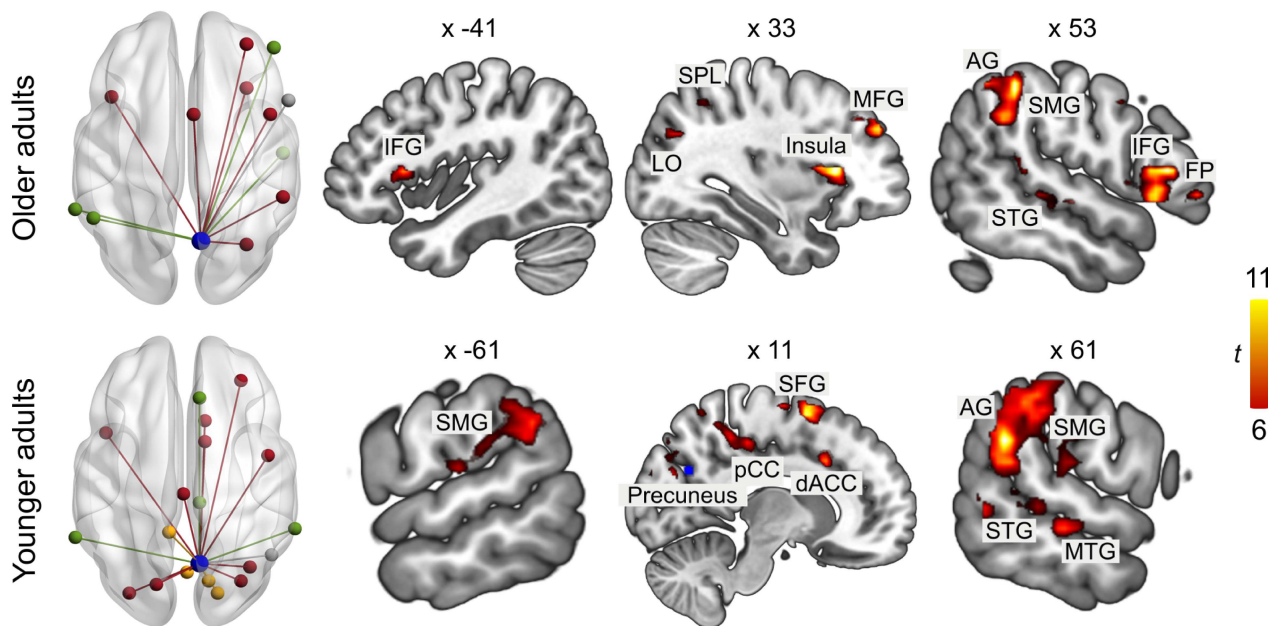 Older adults
x -41
x 33
x 53
IFG
SPL
MFG
LO
Insula
AG
SMG
IFG
FP
STG
11
t
6
Younger adults
x -61
x 11
x 61
SMG
SFG
pCC
dACC
Precuneus
AG
SMG
STG
MTG